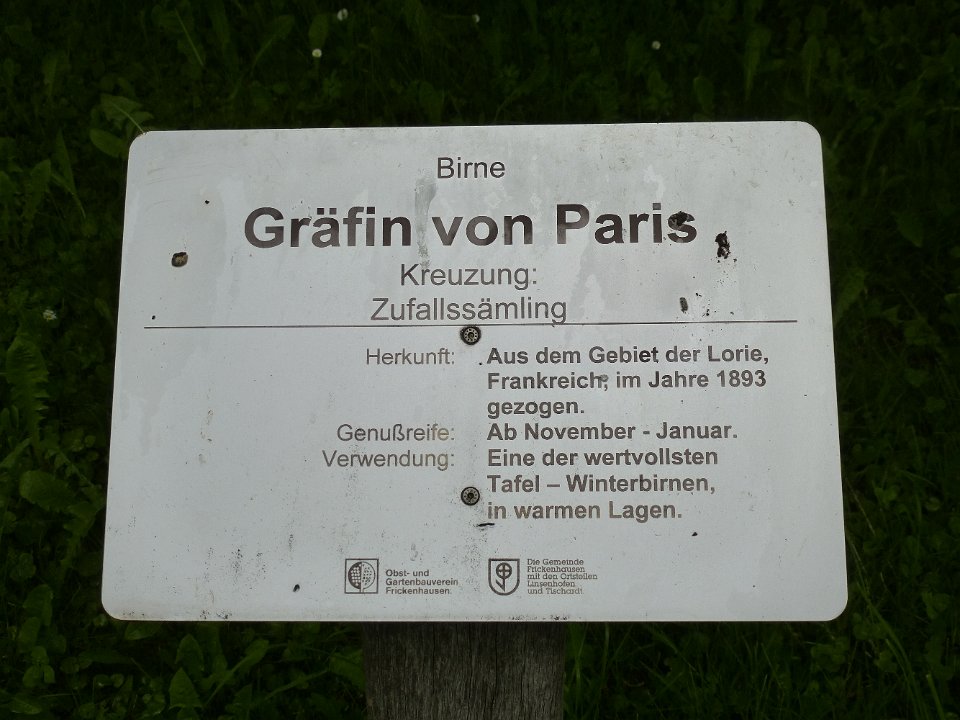 Birne
Gräfin von Paris
Kreuzung:
Zufallssämling
Herkunft: Aus dem Gebiet der Lorie,
Frankreich, im Jahre 1893
gezogen.
Genußreife: Ab November - Januar.
Verwendung: Eine der wertvollsten
Tafel – Winterbirnen,
in warmen Lagen.
Obst- und
Gartenbauverein
Frickenhausen.
Die Gemeinde
Frickenhausen
mit den Ortsteilen
Linsenhofen
und Tischardt.